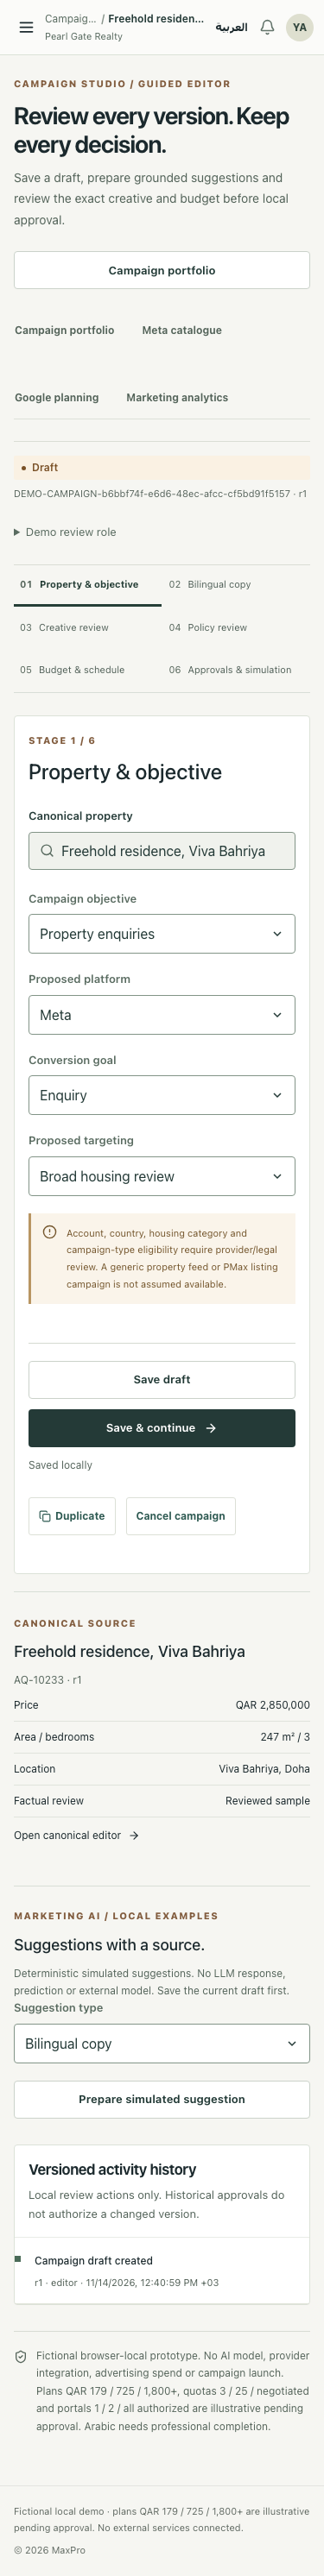 Campaig... / Freehold residen...
Pearl Gate Realty
العربية
YA
CAMPAIGN STUDIO / GUIDED EDITOR
Review every version. Keep
every decision.
Save a draft, prepare grounded suggestions and
review the exact creative and budget before local
approval.
Campaign portfolio
Campaign portfolio
Meta catalogue
Google planning
Marketing analytics
Draft
DEMO-CAMPAIGN-b6bbf74f-e6d6-48ec-afcc-cf5bd91f5157 · r1
Demo review role
01 Property & objective
02 Bilingual copy
03 Creative review
04 Policy review
05 Budget & schedule
06 Approvals & simulation
STAGE 1 / 6
Property & objective
Canonical property
Freehold residence, Viva Bahriya
Campaign objective
Property enquiries
Proposed platform
Meta
Conversion goal
Enquiry
Proposed targeting
Broad housing review
Account, country, housing category and
campaign-type eligibility require provider/legal
review. A generic property feed or PMax listing
campaign is not assumed available.
Save draft
Save & continue →
Saved locally
Duplicate
Cancel campaign
CANONICAL SOURCE
Freehold residence, Viva Bahriya
AQ-10233 · r1
Price QAR 2,850,000
Area / bedrooms 247 m² / 3
Location Viva Bahriya, Doha
Factual review Reviewed sample
Open canonical editor →
MARKETING AI / LOCAL EXAMPLES
Suggestions with a source.
Deterministic simulated suggestions. No LLM response,
prediction or external model. Save the current draft first.
Suggestion type
Bilingual copy
Prepare simulated suggestion
Versioned activity history
Local review actions only. Historical approvals do
not authorize a changed version.
Campaign draft created
r1 · editor · 11/14/2026, 12:40:59 PM +03
Fictional browser-local prototype. No AI model, provider
integration, advertising spend or campaign launch.
Plans QAR 179 / 725 / 1,800+, quotas 3 / 25 / negotiated
and portals 1 / 2 / all authorized are illustrative pending
approval. Arabic needs professional completion.
Fictional local demo · plans QAR 179 / 725 / 1,800+ are illustrative
pending approval. No external services connected.
© 2026 MaxPro